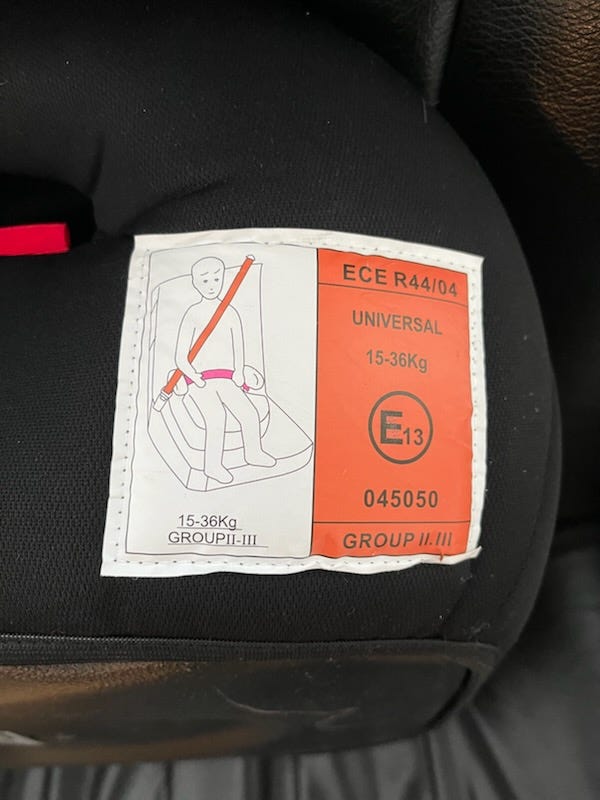 15-36Kg
GROUPII-III
ECE R44/04
UNIVERSAL
15-36Kg
E13
045050
GROUP II.III